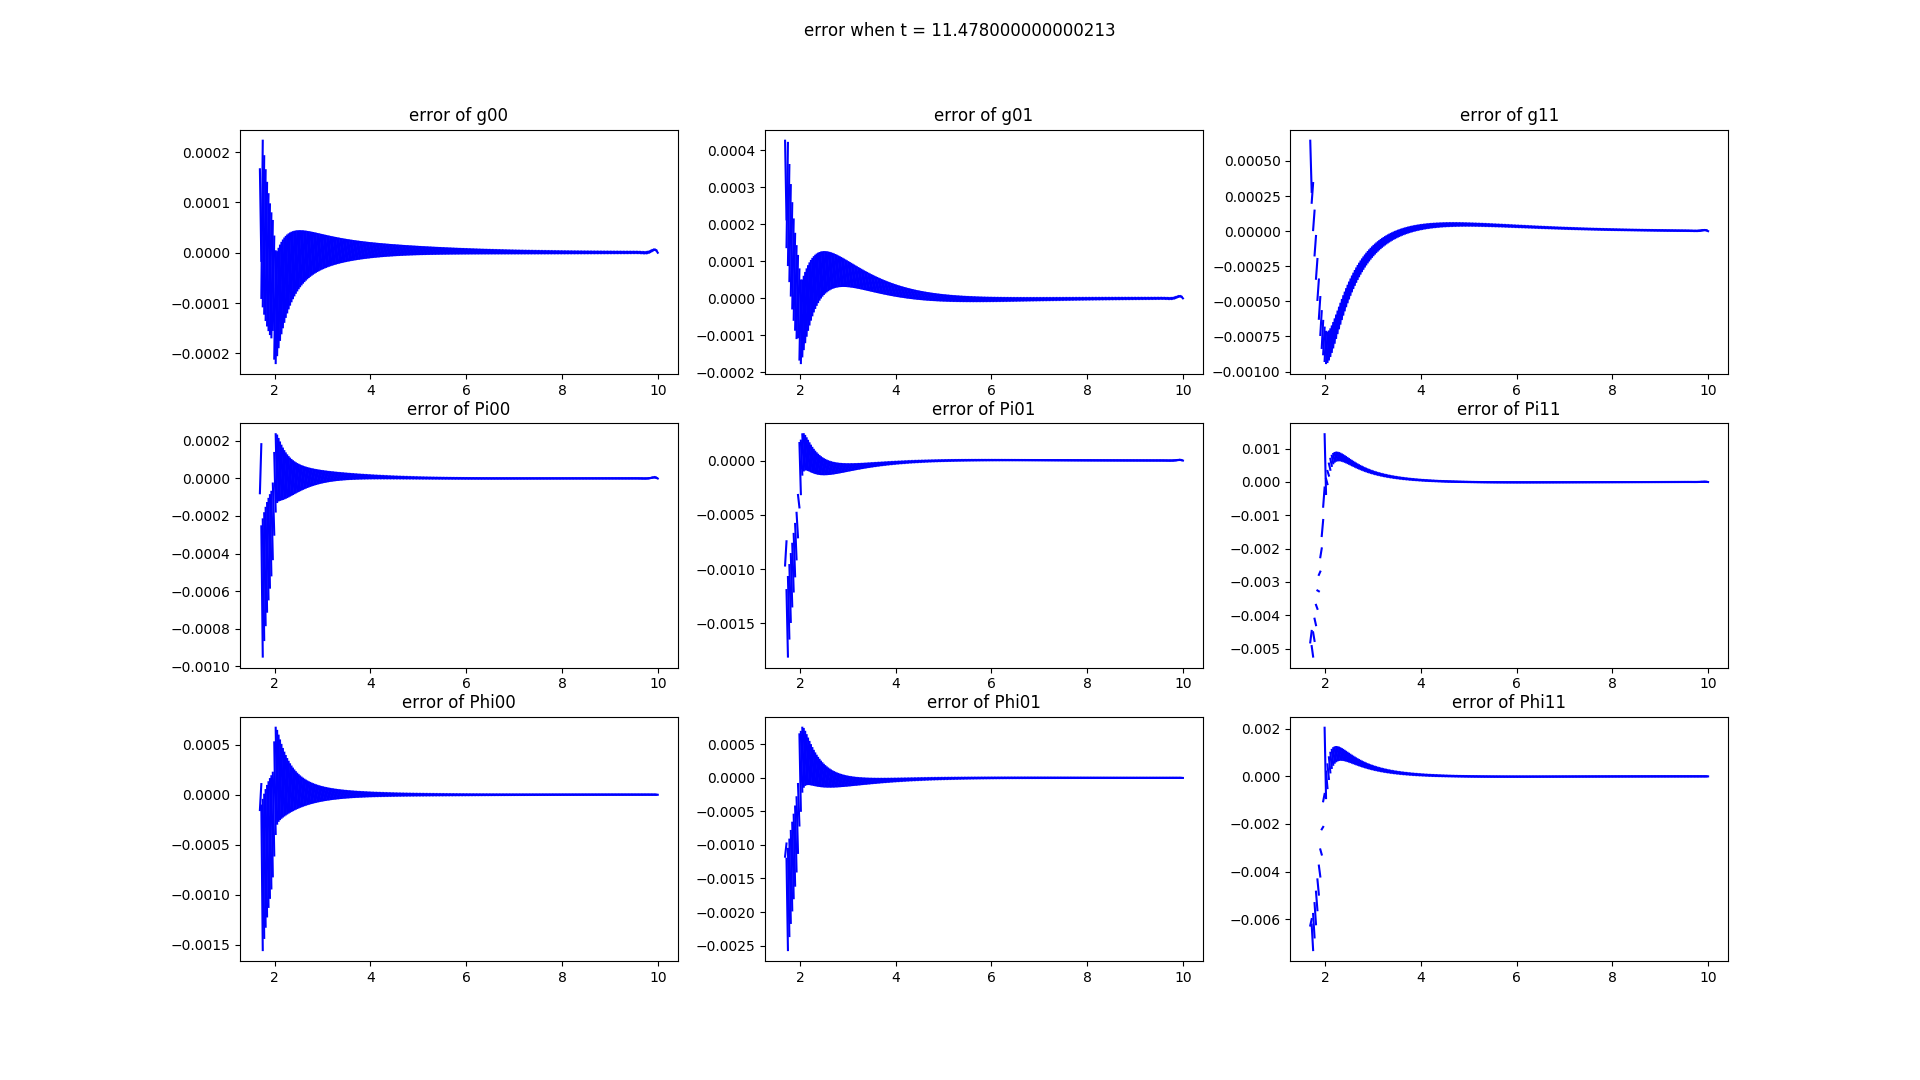 error when t = 11.478000000000213
error of g00
error of g01
error of g11
0.0002
0.0001
0.0000
−0.0001
−0.0002
2 4 6 8 10
0.0004
0.0003
0.0002
0.0001
0.0000
−0.0001
−0.0002
2 4 6 8 10
0.00050
0.00025
0.00000
−0.00025
−0.00050
−0.00075
−0.00100
2 4 6 8 10
error of Pi00
error of Pi01
error of Pi11
0.0002
0.0000
−0.0002
−0.0004
−0.0006
−0.0008
−0.0010
2 4 6 8 10
0.0000
−0.0005
−0.0010
−0.0015
2 4 6 8 10
0.001
0.000
−0.001
−0.002
−0.003
−0.004
−0.005
2 4 6 8 10
error of Phi00
error of Phi01
error of Phi11
0.0005
0.0000
−0.0005
−0.0010
−0.0015
2 4 6 8 10
0.0005
0.0000
−0.0005
−0.0010
−0.0015
−0.0020
−0.0025
2 4 6 8 10
0.002
0.000
−0.002
−0.004
−0.006
2 4 6 8 10